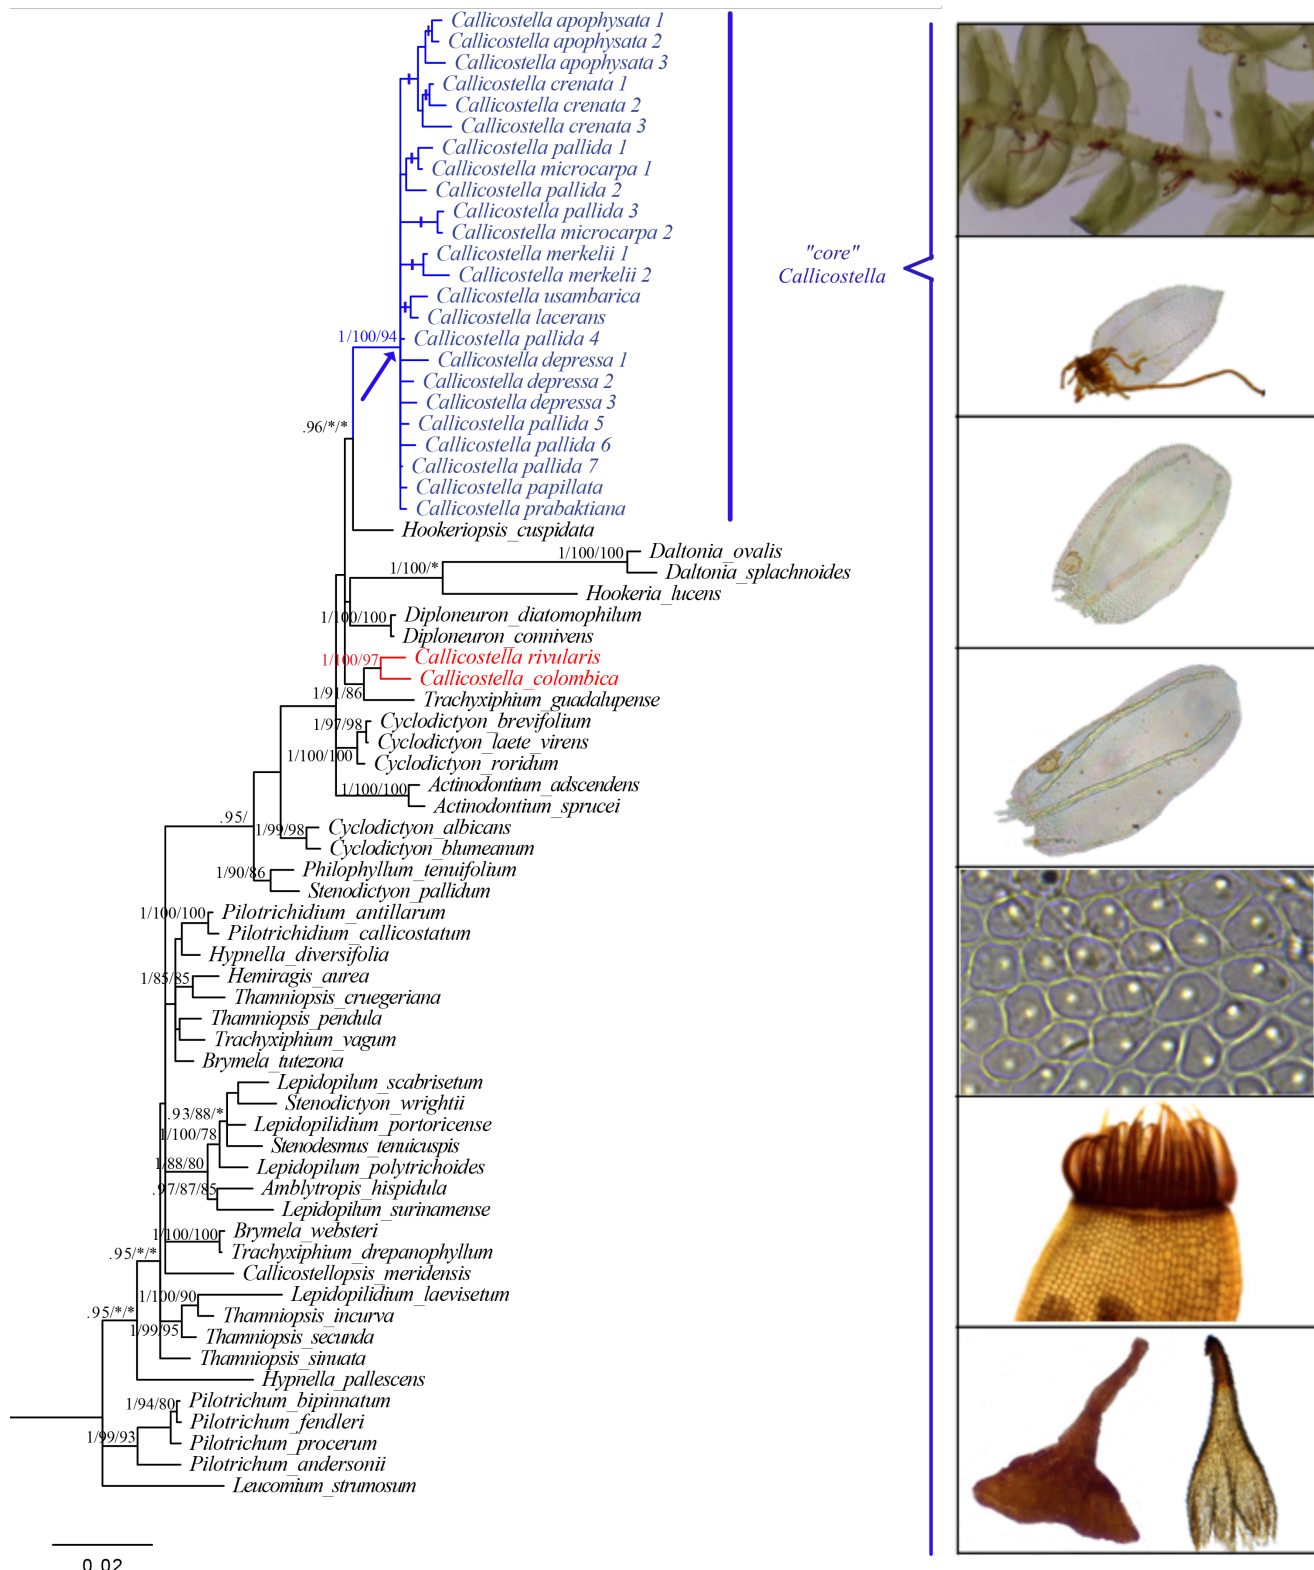 Callicostella apophysata 1
Callicostella apophysata 2
Callicostella apophysata 3
Callicostella crenata 1
Callicostella crenata 2
Callicostella crenata 3
Callicostella pallida 1
Callicostella microcarpa 1
Callicostella pallida 2
Callicostella pallida 3
Callicostella microcarpa 2
Callicostella merkelii 1
"core"
Callicostella
Callicostella merkelii 2
Callicostella usambarica
Callicostella lacerans
1/100/94
Callicostella pallida 4
Callicostella depressa 1
Callicostella depressa 2
Callicostella depressa 3
Callicostella pallida 5
.96/*/*
Callicostella pallida 6
Callicostella pallida 7
Callicostella papillata
Callicostella prabaktiana
Hookeriopsis_cuspidata
1/100/100
Daltonia_ovalis
1/100/*
Daltonia_splachnoides
Hookeria_lucens
1/100/100
Diploneuron_diatomophilum
Diploneuron_connivens
1/100/97
Callicostella rivularis
Callicostella_colombica
1/91/86
Trachyxiphium_guadalupense
1/97/98
Cyclodictyon_brevifolium
Cyclodictyon_laete_virens
1/100/100
Cyclodictyon_roridum
1/100/100
Actinodontium_adscendens
Actinodontium_sprucei
.95/
1/99/98
Cyclodictyon_albicans
Cyclodictyon_blumeanum
1/90/86
Philophyllum_tenuifolium
Stenodictyon_pallidum
1/100/100
Pilotrichidium_antillarum
Pilotrichidium_callicostatum
Hypnella_diversifolia
1/85/85
Hemiragis_aurea
Thamniopsis_cruegeriana
Thamniopsis_pendula
Trachyxiphium_vagum
Brymela_tutezona
Lepidopilum_scabrisetum
Stenodictyon_wrightii
.93/88/*
Lepidopilidium_portoricense
1/100/78
Stenodesmus_tenuicuspis
1/88/80
Lepidopilum_polytrichoides
.97/87/85
Amblytropis_hispidula
Lepidopilum_surinamense
1/100/100
Brymela_websteri
Trachyxiphium_drepanophyllum
.95/*/*
Callicostellopsis_meridensis
1/100/90
Lepidopilidium_laevisetum
.95/*/*
Thamniopsis_incurva
1/99/95
Thamniopsis_secunda
Thamniopsis_sinuata
Hypnella_pallescens
1/94/80
Pilotrichum_bipinnatum
Pilotrichum_fendleri
1/99/93
Pilotrichum_procerum
Pilotrichum_andersonii
Leucomium_strumosum
0.02